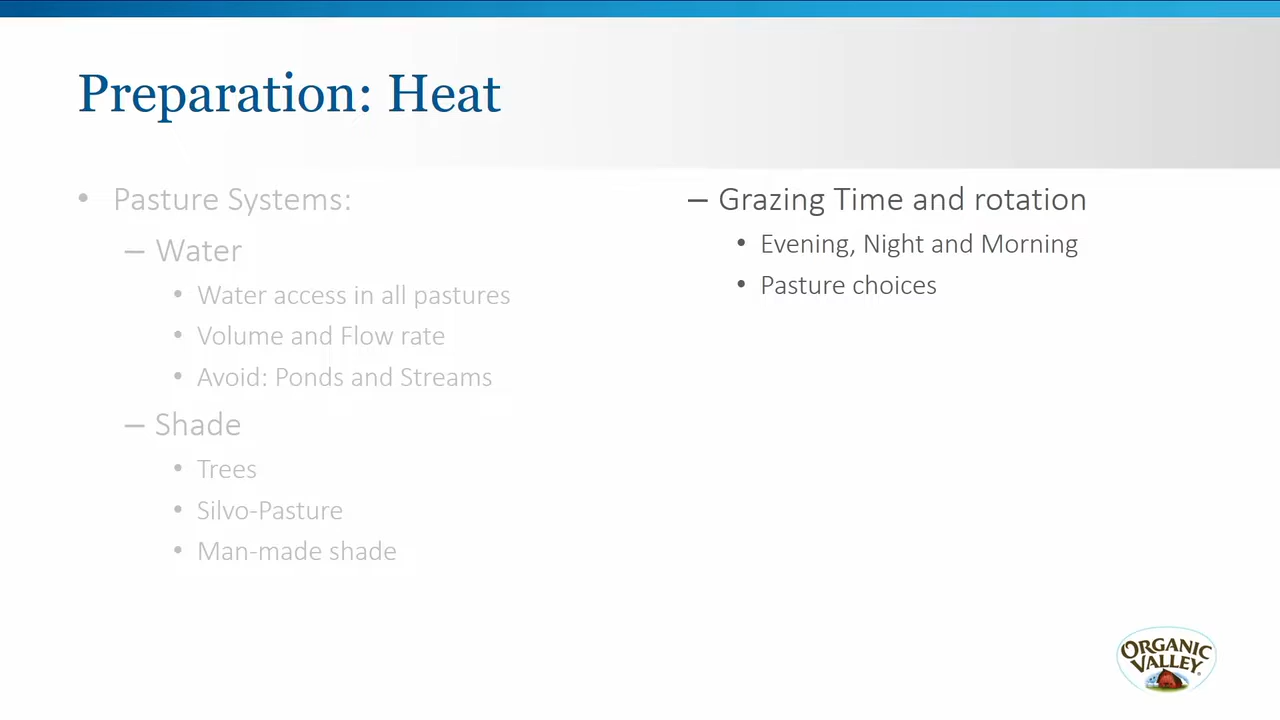 Preparation: Heat
• Pasture Systems:
– Water
• Water access in all pastures
• Volume and Flow rate
• Avoid: Ponds and Streams
– Shade
• Trees
• Silvo-Pasture
• Man-made shade
– Grazing Time and rotation
• Evening, Night and Morning
• Pasture choices
ORGANIC
VALLEY®